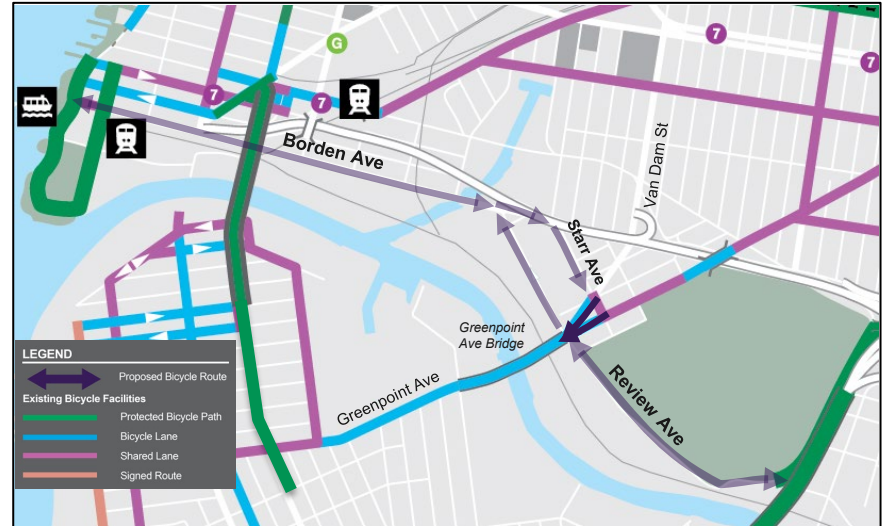 G
7
7
7
7
Borden Ave
Van Dam St
Starr Ave
Greenpoint
Ave Bridge
Greenpoint Ave
Review Ave
LEGEND
Proposed Bicycle Route
Existing Bicycle Facilities
Protected Bicycle Path
Bicycle Lane
Shared Lane
Signed Route